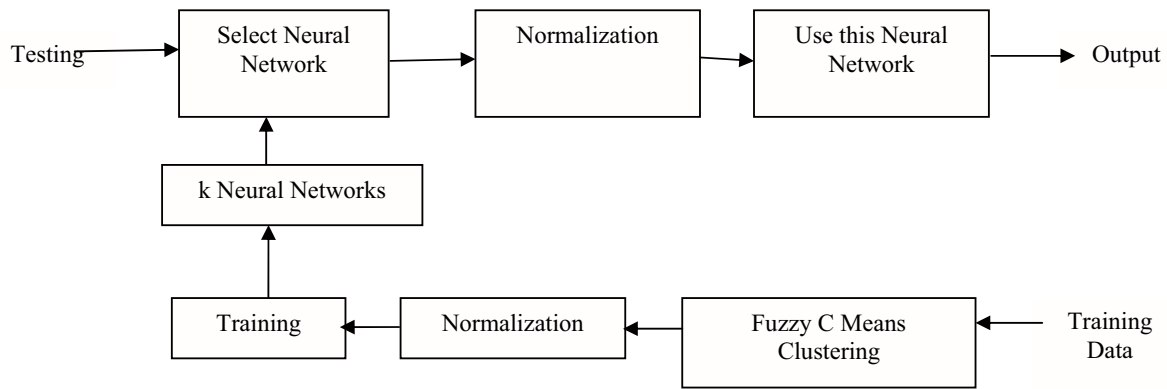 Testing
Select Neural
Network
Normalization
Use this Neural
Network
Output
k Neural Networks
Training
Normalization
Fuzzy C Means
Clustering
Training
Data